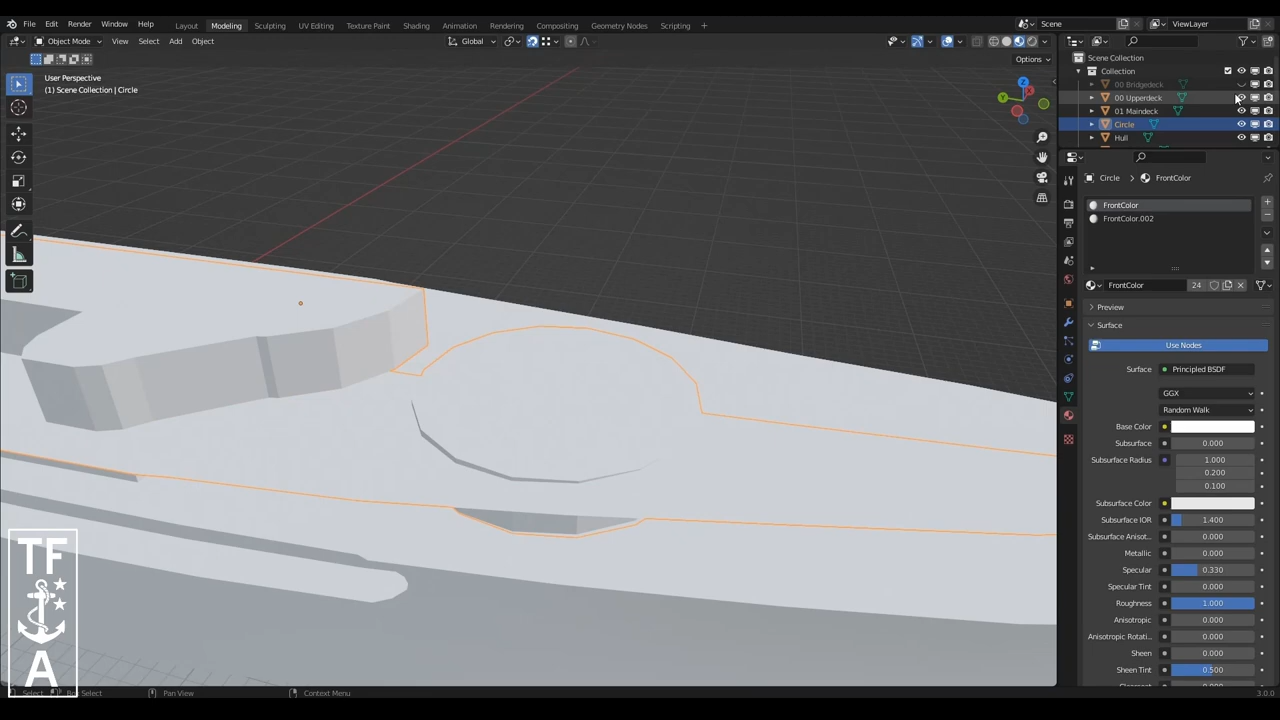 File Edit Render Window Help Layout Modeling Sculpting UV Editing Texture Paint Shading Animation Rendering Compositing Geometry Nodes Scripting + Scene ViewLayer
Object Mode View Select Add Object Global
Options
User Perspective
(1) Scene Collection | Circle
Scene Collection
Collection
00 Bridgedeck
00 Upperdeck
01 Maindeck
Circle
Hull
Circle > FrontColor
FrontColor
FrontColor.002
FrontColor 24
Preview
Surface
Use Nodes
Surface Principled BSDF
GGX
Random Walk
Base Color
Subsurface 0.000
Subsurface Radius 1.000
0.200
0.100
Subsurface Color
Subsurface IOR 1.400
Subsurface Anisot... 0.000
Metallic 0.000
Specular 0.330
Specular Tint 0.000
Roughness 1.000
Anisotropic 0.000
Anisotropic Rotati... 0.000
Sheen 0.000
Sheen Tint 0.500
TF
A
Select Box Select Pan View Context Menu 3.0.0
X
Y
Z